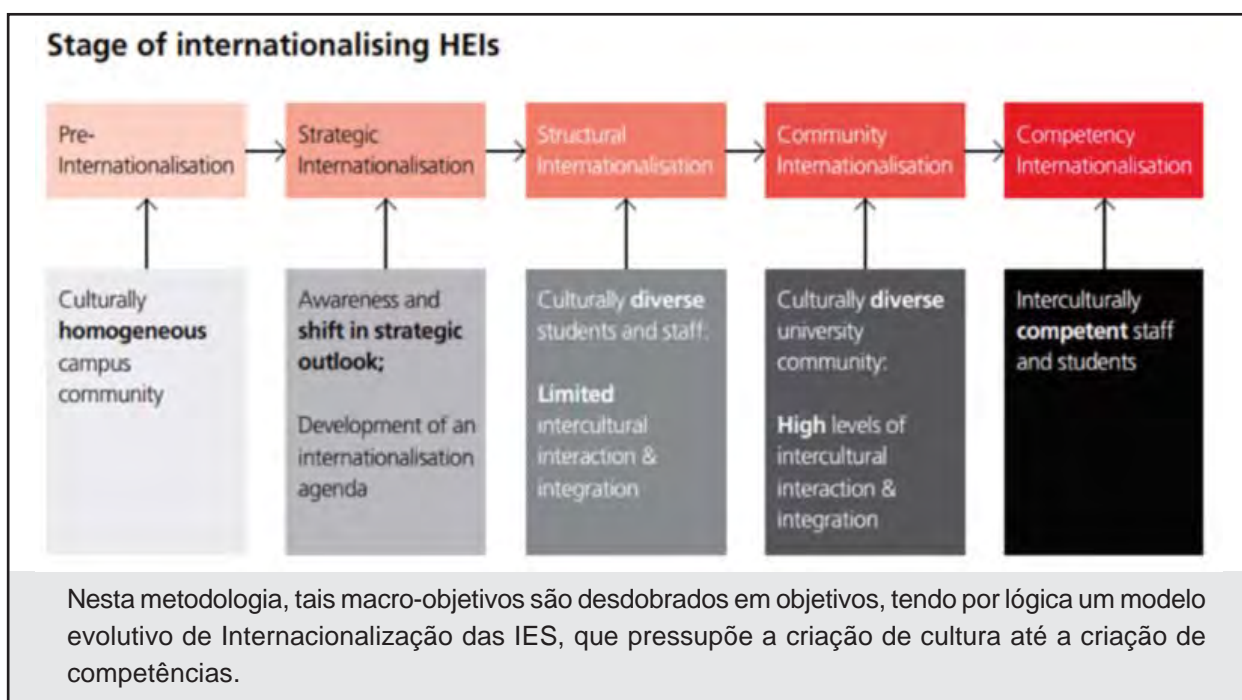 Stage of internationalising HEIs
Pre-
Internationalisation
Strategic
Internationalisation
Structural
Internationalisation
Community
Internationalisation
Competency
Internationalisation
Culturally
homogeneous
campus
community
Awareness and
shift in strategic
outlook;
Development of an
internationalisation
agenda
Culturally diverse
students and staff:
Limited
intercultural
interaction &
integration
Culturally diverse
university
community:
High levels of
intercultural
interaction &
integration
Interculturally
competent staff
and students
Nesta metodologia, tais macro-objetivos são desdobrados em objetivos, tendo por lógica um modelo
evolutivo de Internacionalização das IES, que pressupõe a criação de cultura até a criação de
competências.